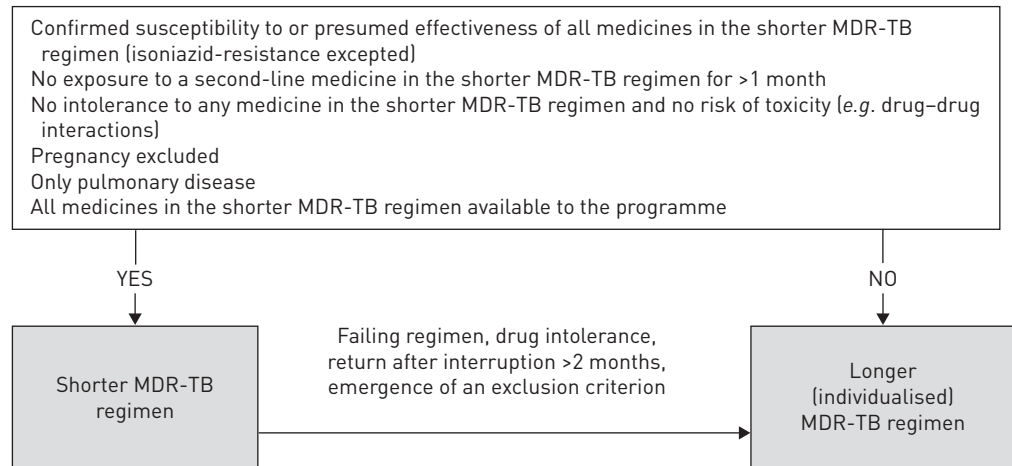 Confirmed susceptibility to or presumed effectiveness of all medicines in the shorter MDR-TB
regimen (isoniazid-resistance excepted)
No exposure to a second-line medicine in the shorter MDR-TB regimen for >1 month
No intolerance to any medicine in the shorter MDR-TB regimen and no risk of toxicity (e.g. drug–drug
interactions)
Pregnancy excluded
Only pulmonary disease
All medicines in the shorter MDR-TB regimen available to the programme
YES
NO
Shorter MDR-TB
regimen
Failing regimen, drug intolerance,
return after interruption >2 months,
emergence of an exclusion criterion
Longer
(individualised)
MDR-TB regimen